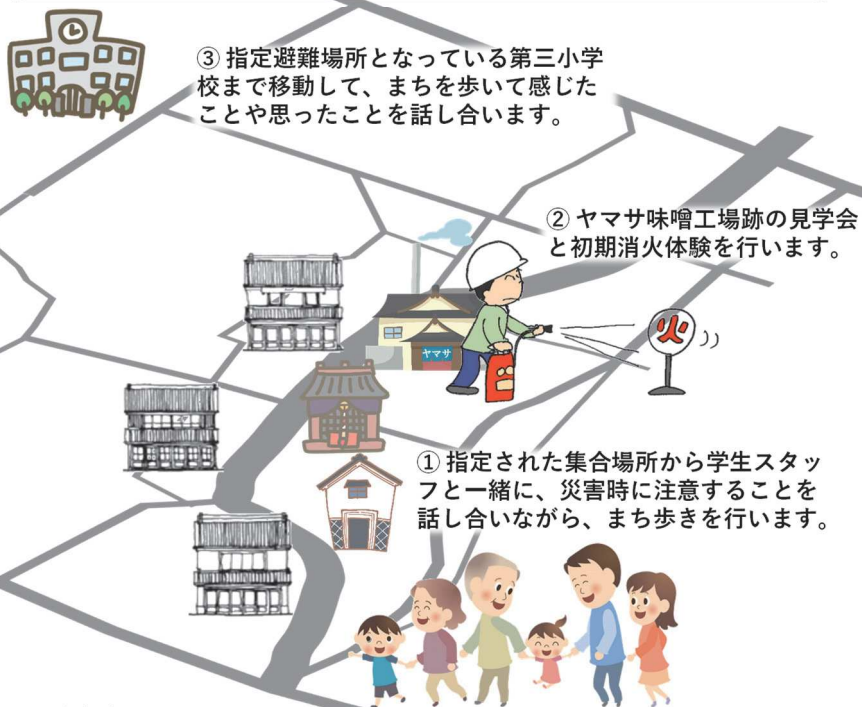 ③ 指定避難場所となっている第三小学
校まで移動して、まちを歩いて感じた
ことや思ったことを話し合います。
② ヤマサ味噌工場跡の見学会
と初期消火体験を行います。
ヤマサ
火
① 指定された集合場所から学生スタッ
フと一緒に、災害時に注意することを
話し合いながら、まち歩きを行います。